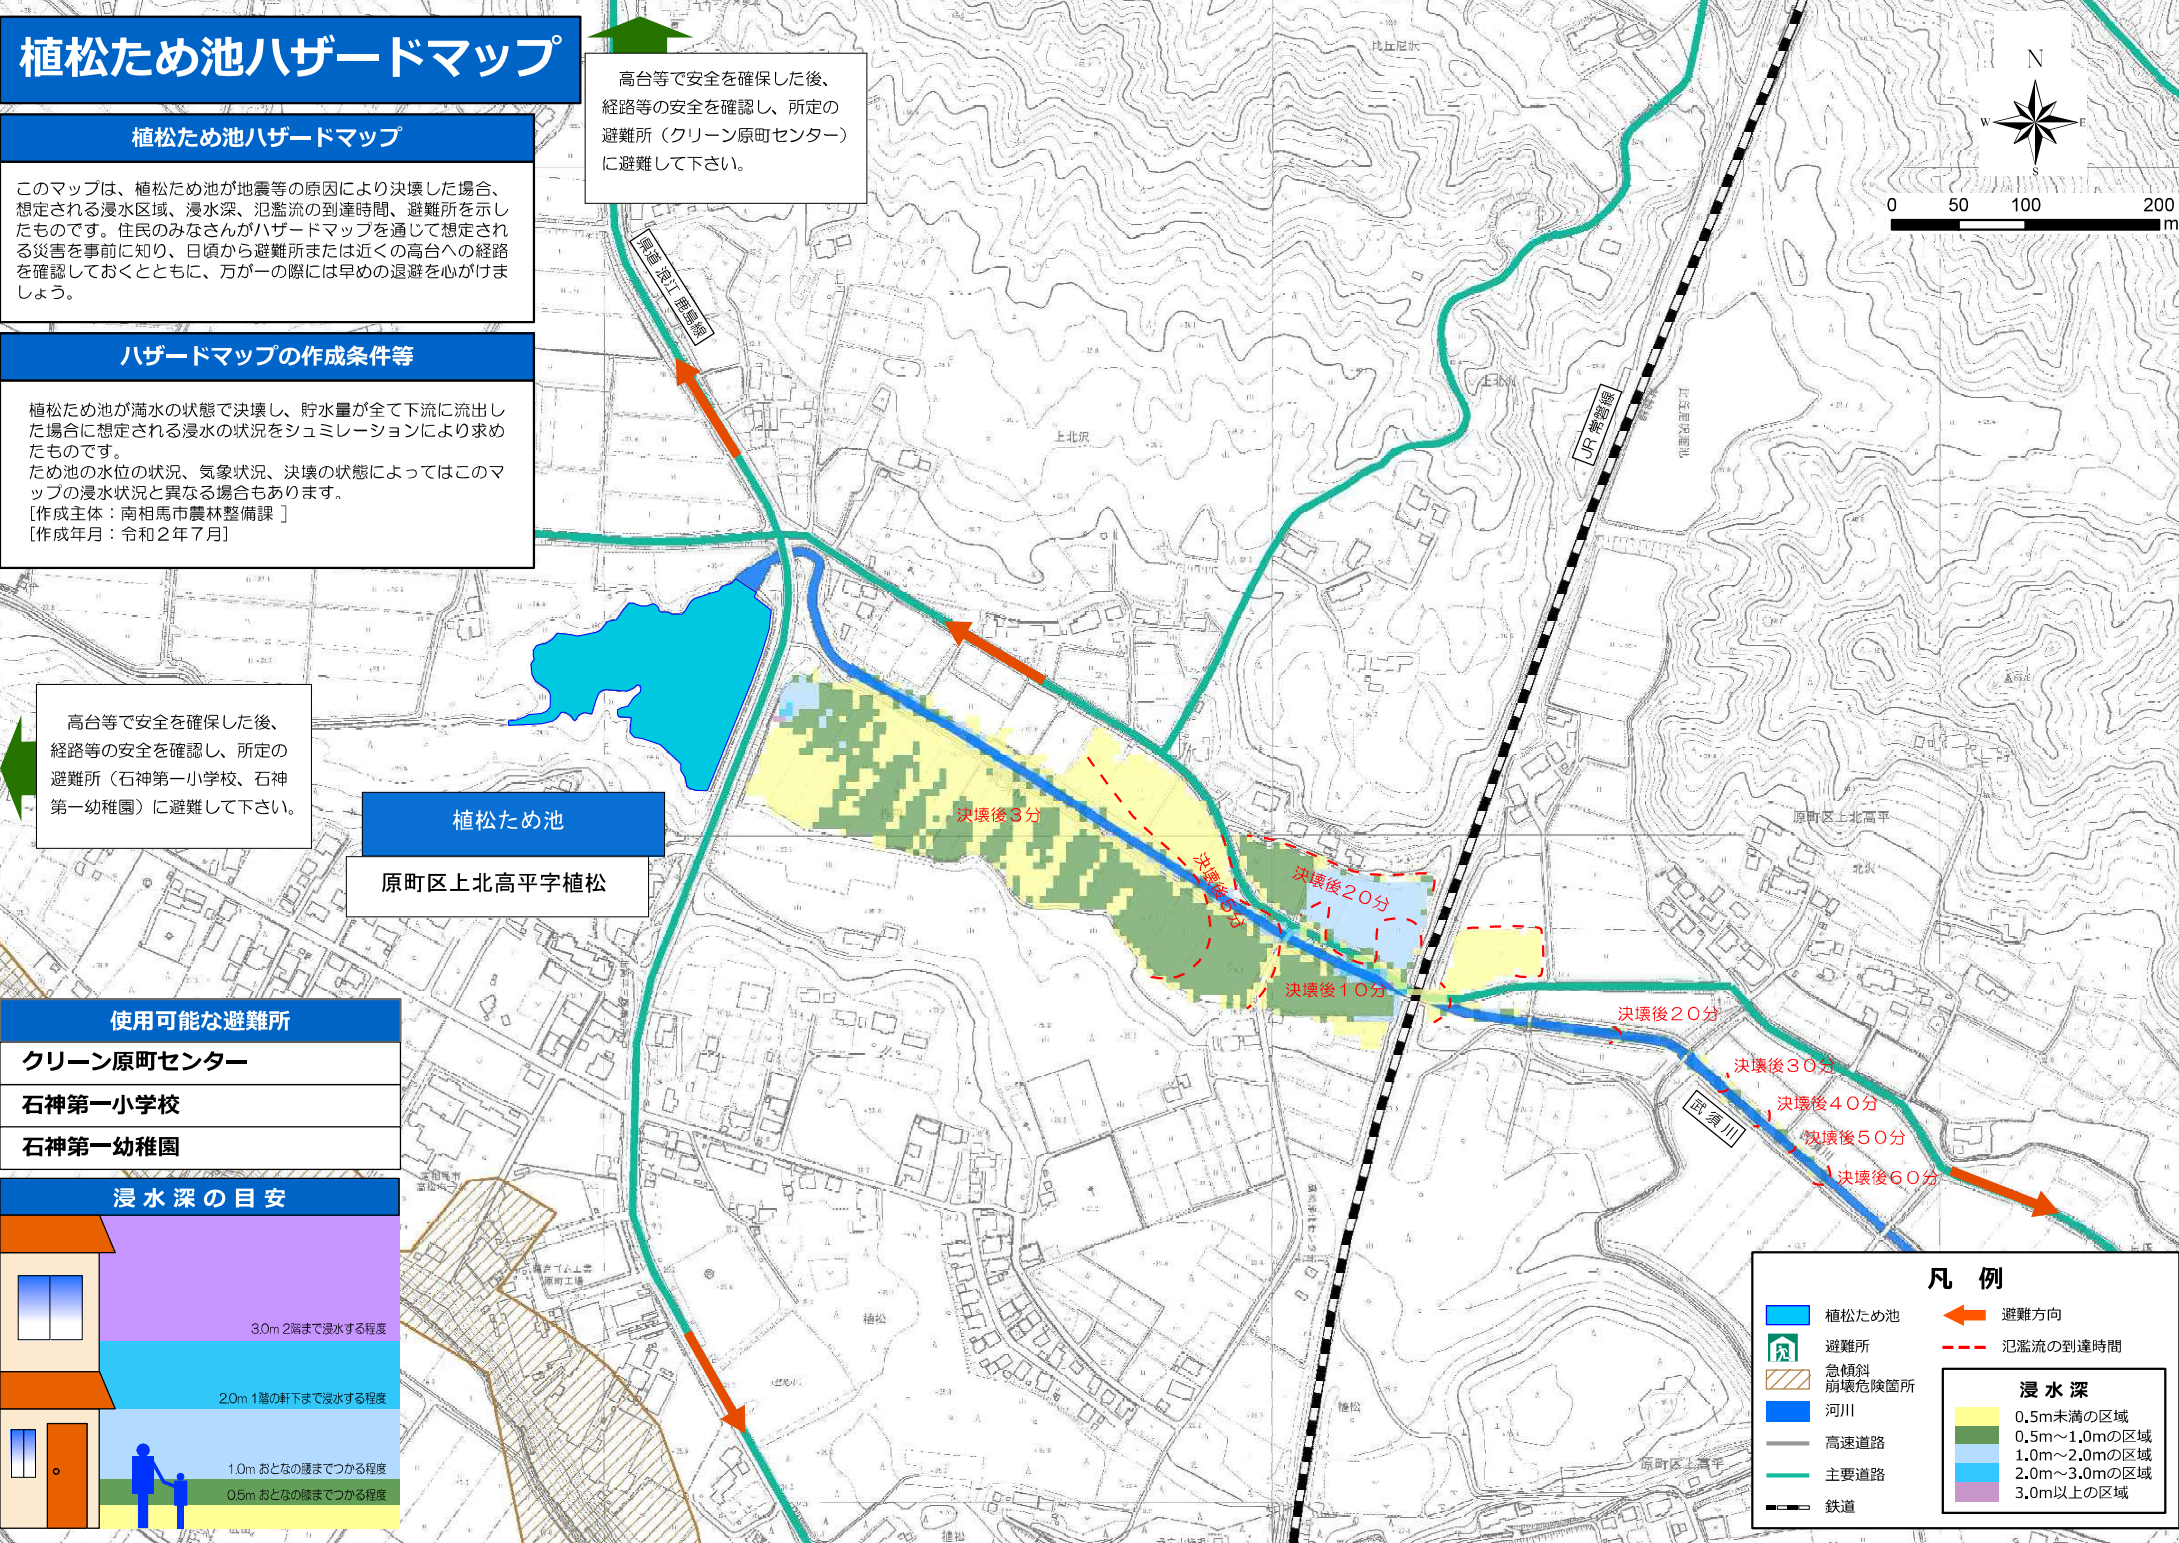 植松ため池ハザードマップ
植松ため池ハザードマップ
このマップは、植松ため池が地震等の原因により決壊した場合、
想定される浸水区域、浸水深、氾濫流の到達時間、避難所を示し
たものです。住民のみなさんがハザードマップを通じて想定され
る災害を事前に知り、日頃から避難所または近くの高台への経路
を確認しておくとともに、万が一の際には早めの退避を心がけま
しょう。
ハザードマップの作成条件等
植松ため池が満水の状態で決壊し、貯水量が全て下流に流出し
た場合に想定される浸水の状況をシュミレーションにより求め
たものです。
ため池の水位の状況、気象状況、決壊の状態によってはこのマ
ップの浸水状況と異なる場合もあります。
[作成主体：南相馬市農林整備課 ]
[作成年月：令和２年７月]
高台等で安全を確保した後、
経路等の安全を確認し、所定の
避難所（クリーン原町センター）
に避難して下さい。
N
W
E
S
0 50 100 200
m
県道 浪江 鹿島線
JR 常磐線
上北沢
上北沢
高台等で安全を確保した後、
経路等の安全を確認し、所定の
避難所（石神第一小学校、石神
第一幼稚園）に避難して下さい。
植松ため池
原町区上北高平字植松
決壊後３分
決壊後５分
決壊後２０分
決壊後１０分
決壊後２０分
決壊後３０分
決壊後４０分
決壊後５０分
決壊後６０分
武須川
原町区上北高平
北沢
植松
植松
植松
原町区上高平
使用可能な避難所
クリーン原町センター
石神第一小学校
石神第一幼稚園
浸水深の目安
3.0m 2階まで浸水する程度
2.0m 1階の軒下まで浸水する程度
1.0m おとなの腰までつかる程度
0.5m おとなの膝までつかる程度
凡 例
植松ため池
避難所
急傾斜
崩壊危険箇所
河川
高速道路
主要道路
鉄道
避難方向
氾濫流の到達時間
浸水深
0.5m未満の区域
0.5m～1.0mの区域
1.0m～2.0mの区域
2.0m～3.0mの区域
3.0m以上の区域